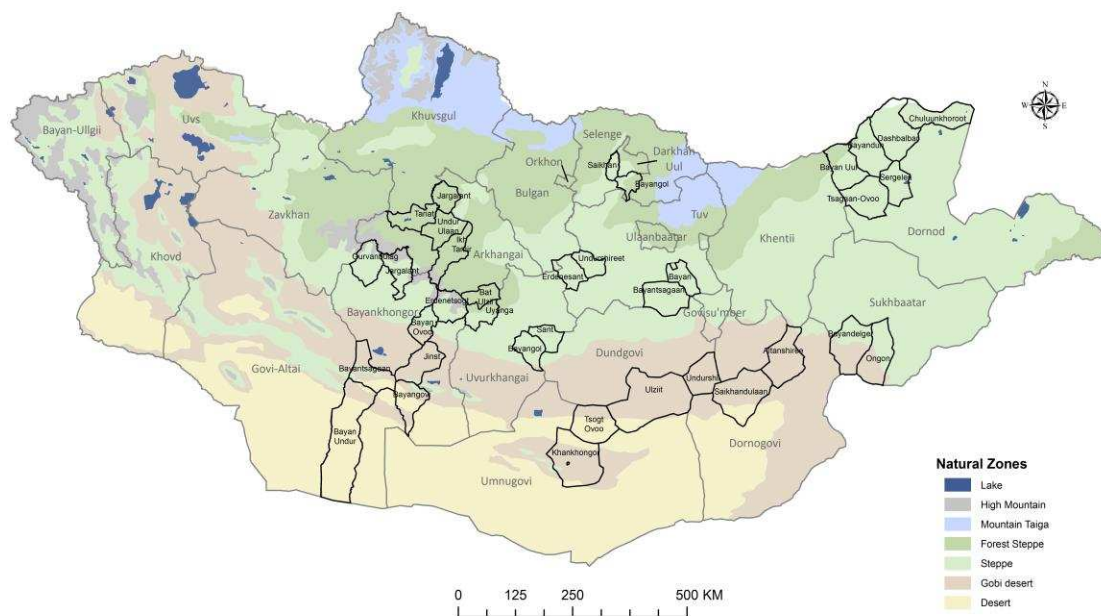 N
W E
S
Chuluunkhoroot
Dashbalbar
Bayandun
Bayan Uul
Sergelen
Tsagaan-Ovoo
Dornod
Khuvsgul
Uvs
Bayan-Ullgii
Selenge
Darkhan
Uul
Saikhan
Orkhon
Bayangol
Bulgan
Jargalant
Tariat
Undur
Ulaan
Ikh
Tamir
Zavkhan
Arkhangai
Tuv
Ulaanbaatar
Khentii
Khovd
Gurvanbulag
Jargalant
Undurshireet
Erdenesant
Bayan
Bayantsagaan
Bat
Ulzii
Uyanga
Erdenetsogt
Bayankhongor
Bayan
Ovoo
Govisu'mber
Sukhbaatar
Sant
Bayangol
Dundgovi
Altanshiree
Bayandelger
Ongon
Jinst
Bayantsagaan
Govi-Altai
Uvurkhangai
Undurshil
Ulziit
Saikhandulaan
Bayangovi
Tsogt
Ovoo
Bayan
Undur
Dornogovi
Khankhongor
Umnugovi
Natural Zones
Lake
High Mountain
Mountain Taiga
Forest Steppe
Steppe
Gobi desert
Desert
0 125 250 500 KM